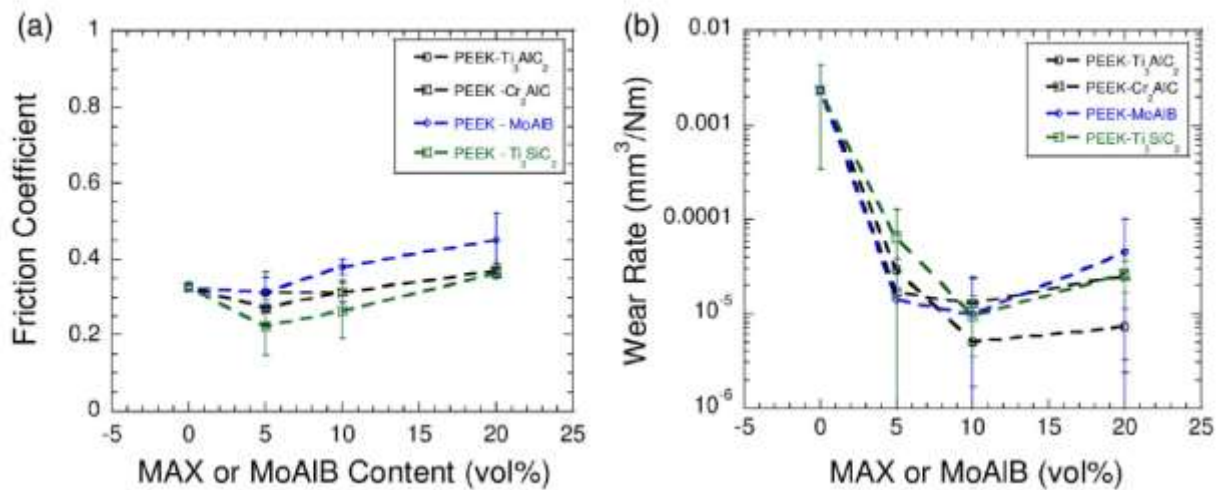 (a)
1
0.8
0.6
0.4
0.2
0
Friction Coefficient
PEEK-Ti₃AlC₂
PEEK -Cr₂AlC
PEEK - MoAlB
PEEK - Ti₃SiC₂
-5 0 5 10 15 20 25
MAX or MoAlB Content (vol%)
(b)
0.01
0.001
0.0001
10⁻⁵
10⁻⁶
Wear Rate (mm³/Nm)
PEEK-Ti₃AlC₂
PEEK-Cr₂AlC
PEEK-MoAlB
PEEK-Ti₃SiC₂
-5 0 5 10 15 20 25
MAX or MoAlB (vol%)